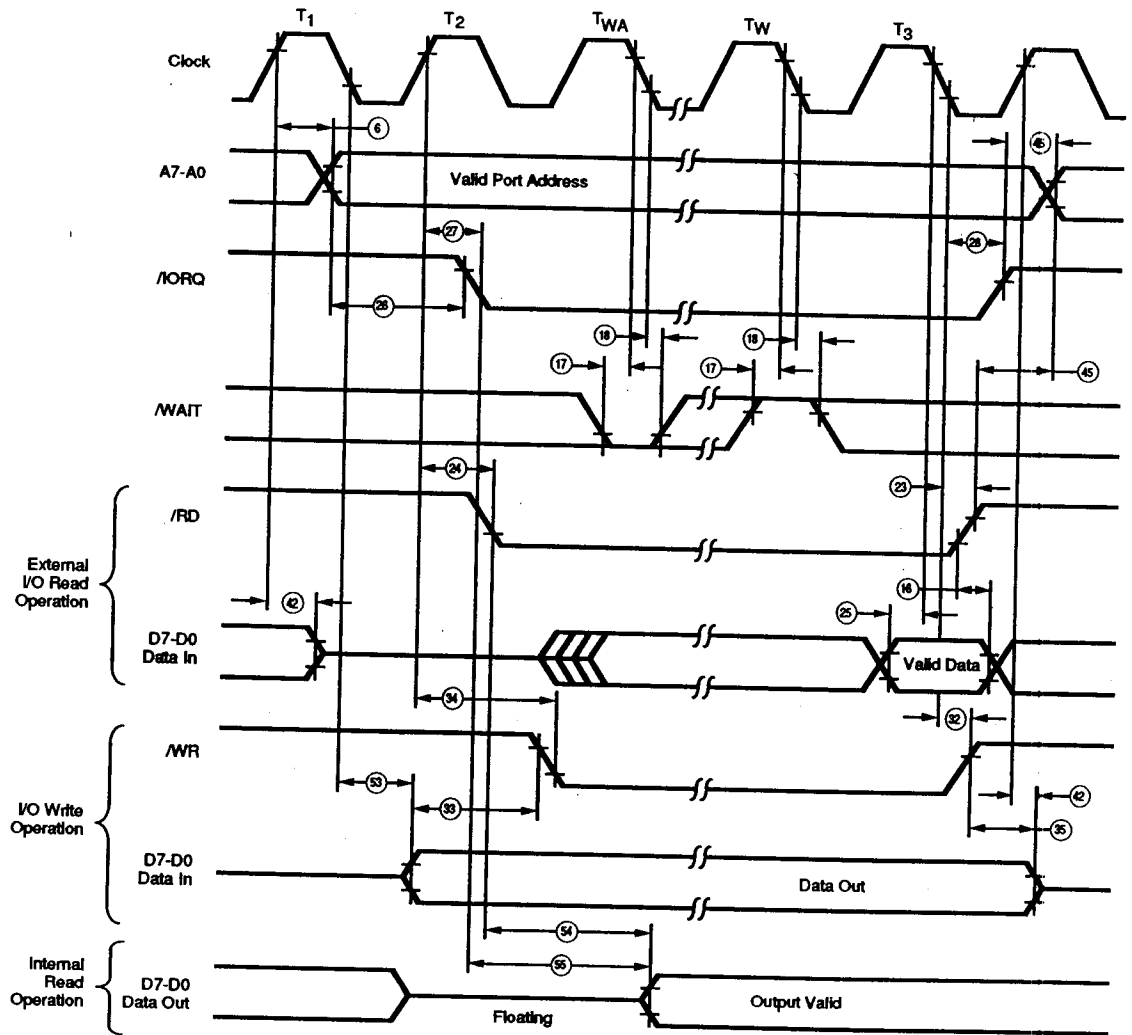 T1 T2 TWA TW T3
Clock
6
45
A7-A0
Valid Port Address
27
28
/IORQ
26
18
18
17
17
45
/WAIT
24
23
/RD
External
I/O Read
Operation
16
42
25
D7-D0
Data In
Valid Data
34
32
/WR
53
33
42
35
I/O Write
Operation
D7-D0
Data In
Data Out
54
55
Internal
Read
Operation
D7-D0
Data Out
Floating
Output Valid